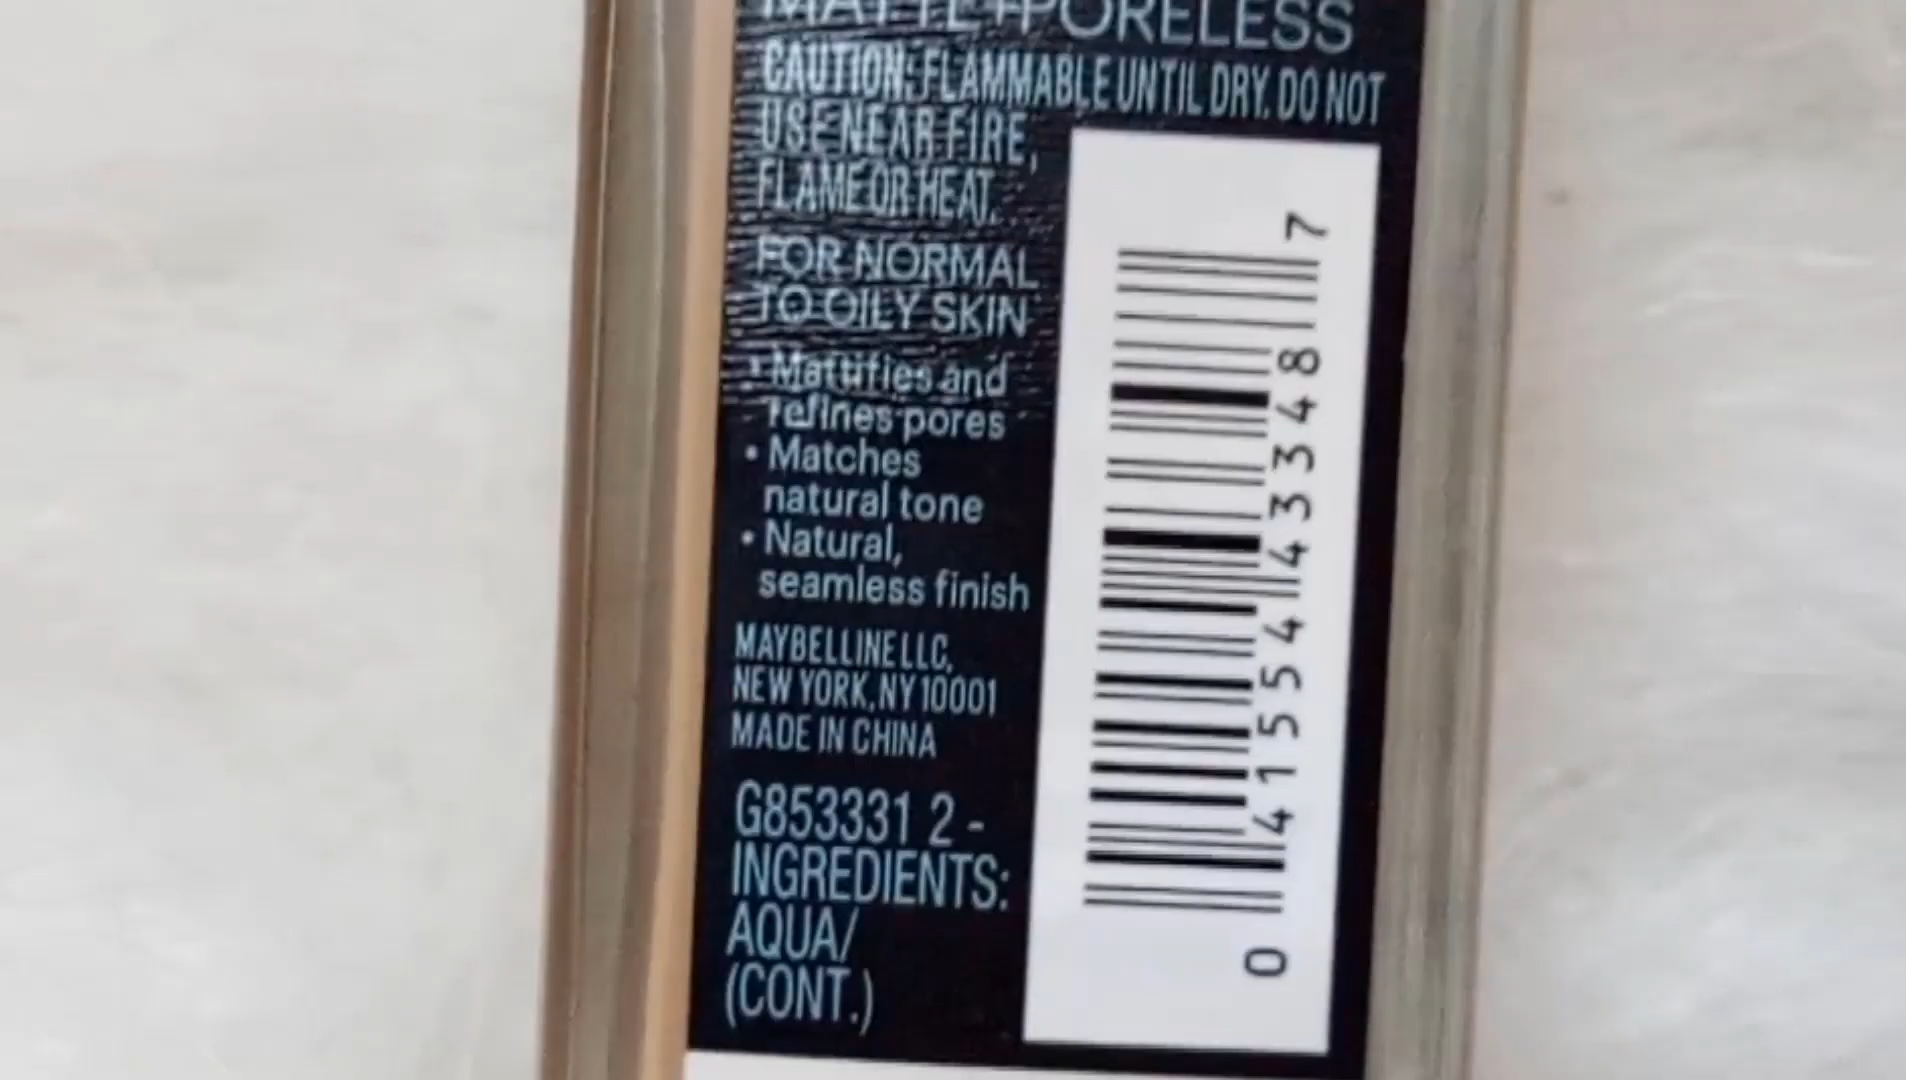 MATTE+PORELESS
CAUTION: FLAMMABLE UNTIL DRY. DO NOT
USE NEAR FIRE,
FLAME OR HEAT.
FOR NORMAL
TO OILY SKIN
• Mattifies and
refines pores
• Matches
natural tone
• Natural,
seamless finish
MAYBELLINE LLC,
NEW YORK, NY 10001
MADE IN CHINA
G853331 2 -
INGREDIENTS:
AQUA/
(CONT.)
0 41554 43348 7